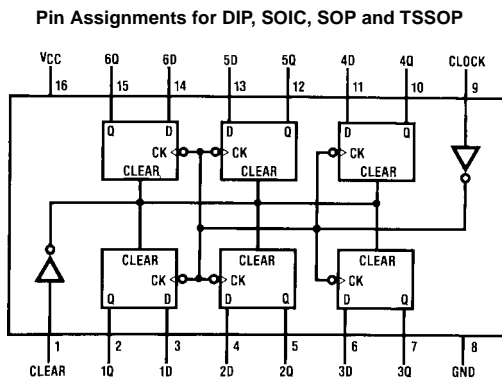 Pin Assignments for DIP, SOIC, SOP and TSSOP
VCC 6Q 6D 5D 5Q 4D 4Q CLOCK
16 15 14 13 12 11 10 9
Q D D Q D Q
CK CK CK
CLEAR CLEAR CLEAR
CLEAR CLEAR CLEAR
CK CK CK
Q D D Q D Q
1 2 3 4 5 6 7 8
CLEAR 1Q 1D 2D 2Q 3D 3Q GND